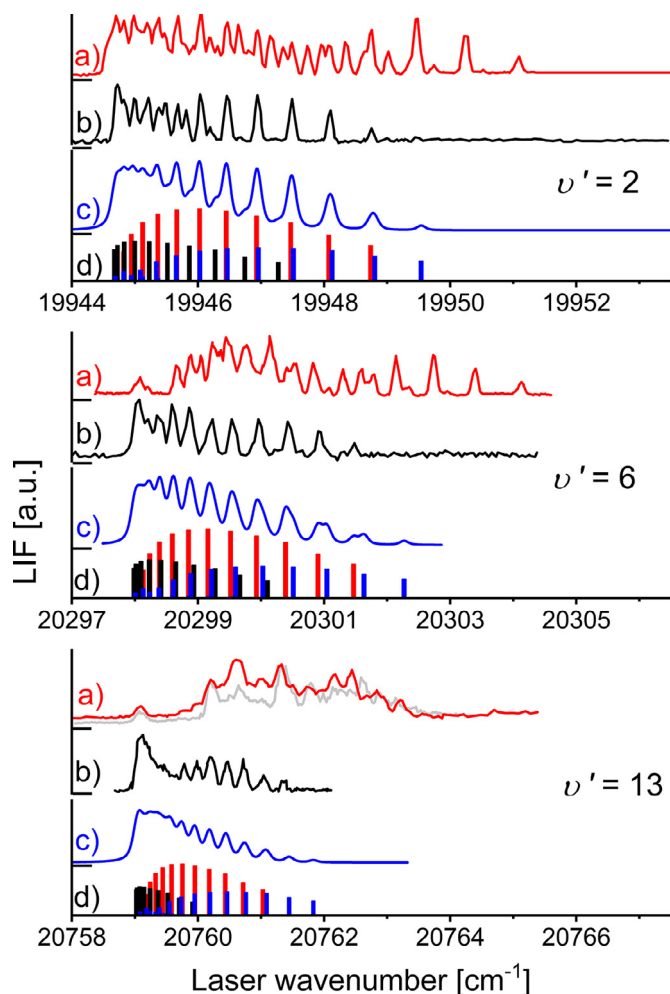 a)
b)
υ′ = 2
c)
d)
19944 19946 19948 19950 19952
a)
b)
υ′ = 6
c)
d)
20297 20299 20301 20303 20305
LIF [a.u.]
a)
b)
υ′ = 13
c)
d)
20758 20760 20762 20764 20766
Laser wavenumber [cm⁻¹]